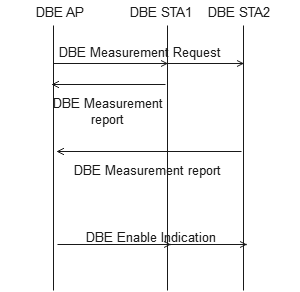 DBE AP DBE STA1 DBE STA2
DBE Measurement Request
DBE Measurement
report
DBE Measurement report
DBE Enable Indication